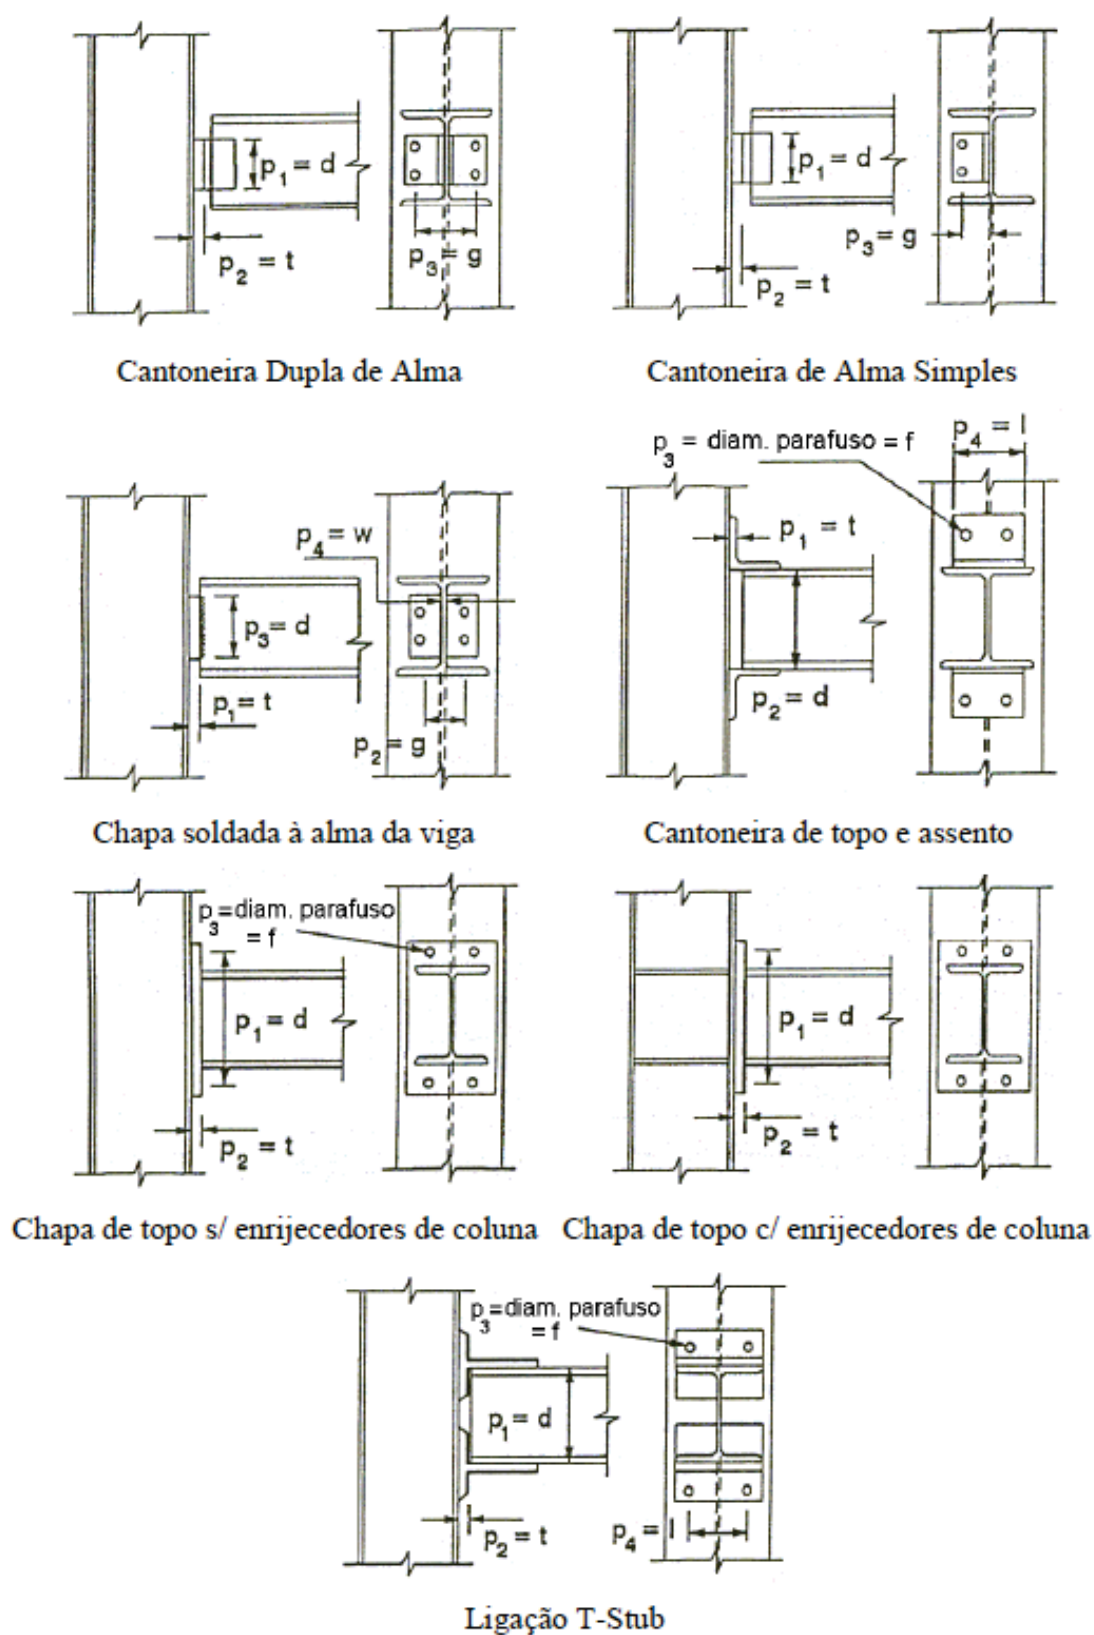 p₁ = d
p₂ = t
p₃ = g
Cantoneira Dupla de Alma
p₁ = d
p₃ = g
p₂ = t
Cantoneira de Alma Simples
p₄ = w
p₃ = d
p₁ = t
p₂ = g
Chapa soldada à alma da viga
p₃ = diam. parafuso = f
p₄ = l
p₁ = t
p₂ = d
Cantoneira de topo e assento
p₃ =diam. parafuso
= f
p₁ = d
p₂ = t
Chapa de topo s/ enrijecedores de coluna
p₁ = d
p₂ = t
Chapa de topo c/ enrijecedores de coluna
p₃ =diam. parafuso
= f
p₁ = d
p₂ = t
p₄ = l
Ligação T-Stub